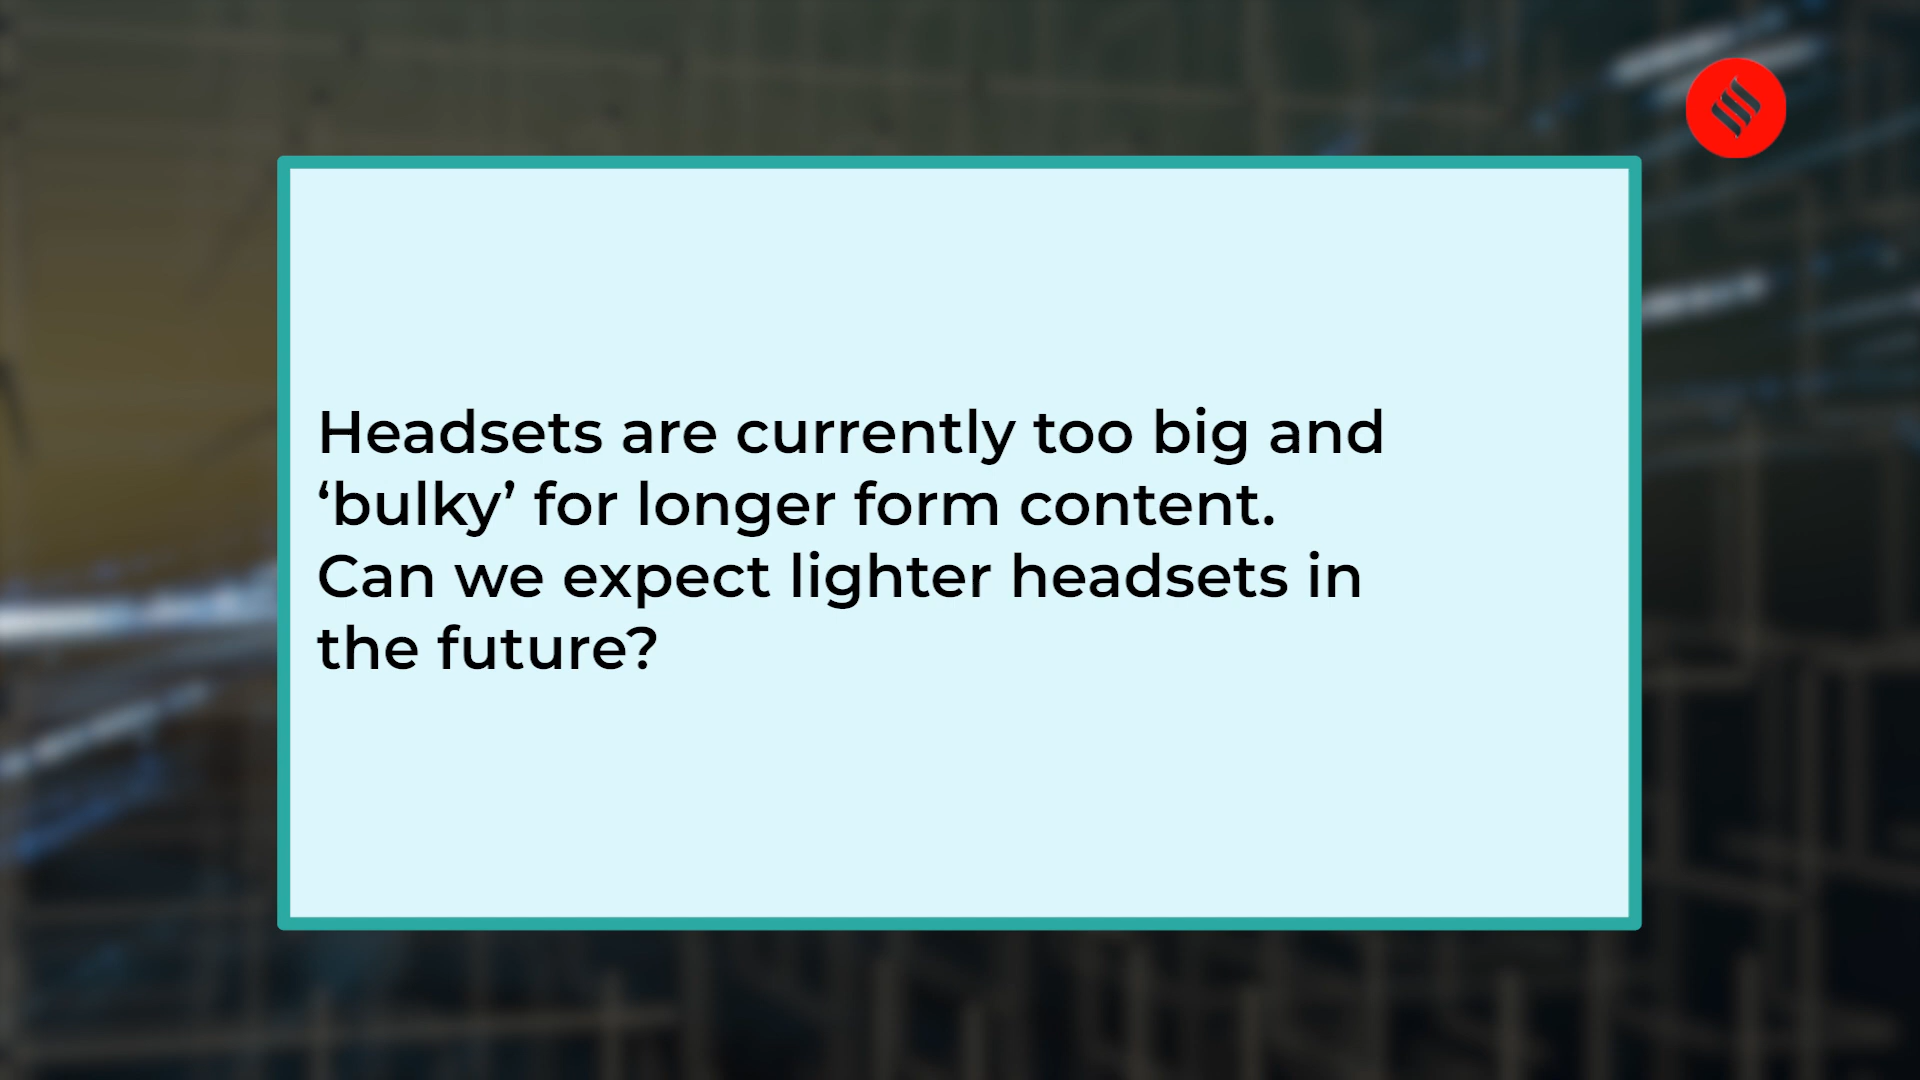 Headsets are currently too big and
‘bulky’ for longer form content.
Can we expect lighter headsets in
the future?